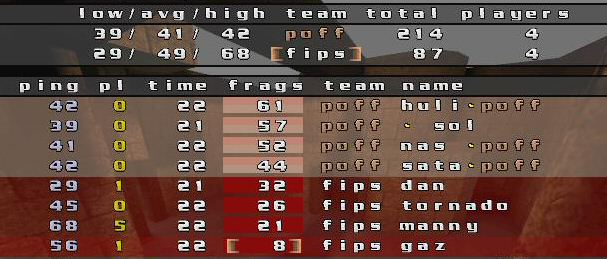 low/avg/high team total players
39/ 41/ 42 poff 214 4
29/ 49/ 68 [fips] 87 4
ping pl time frags team name
42 0 22 61 poff huli·poff
39 0 21 57 poff · sol
41 0 22 52 poff nas ·poff
42 0 22 44 poff sata·poff
29 1 21 32 fips dan
45 0 22 26 fips tornado
68 5 22 21 fips manny
56 1 22 [ 8] fips gaz